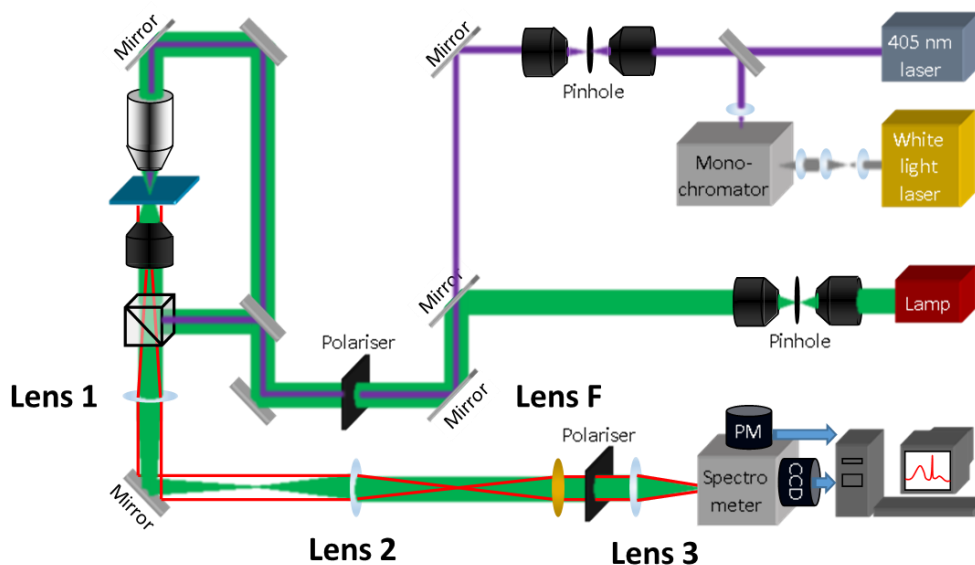 Mirror
Mirror
Pinhole
405 nm
laser
Mono-
chromator
White
light
laser
Mirror
Lamp
Pinhole
Polariser
Lens 1
Mirror
Lens F
Polariser
PM
CCD
Spectro
meter
Mirror
Lens 2
Lens 3